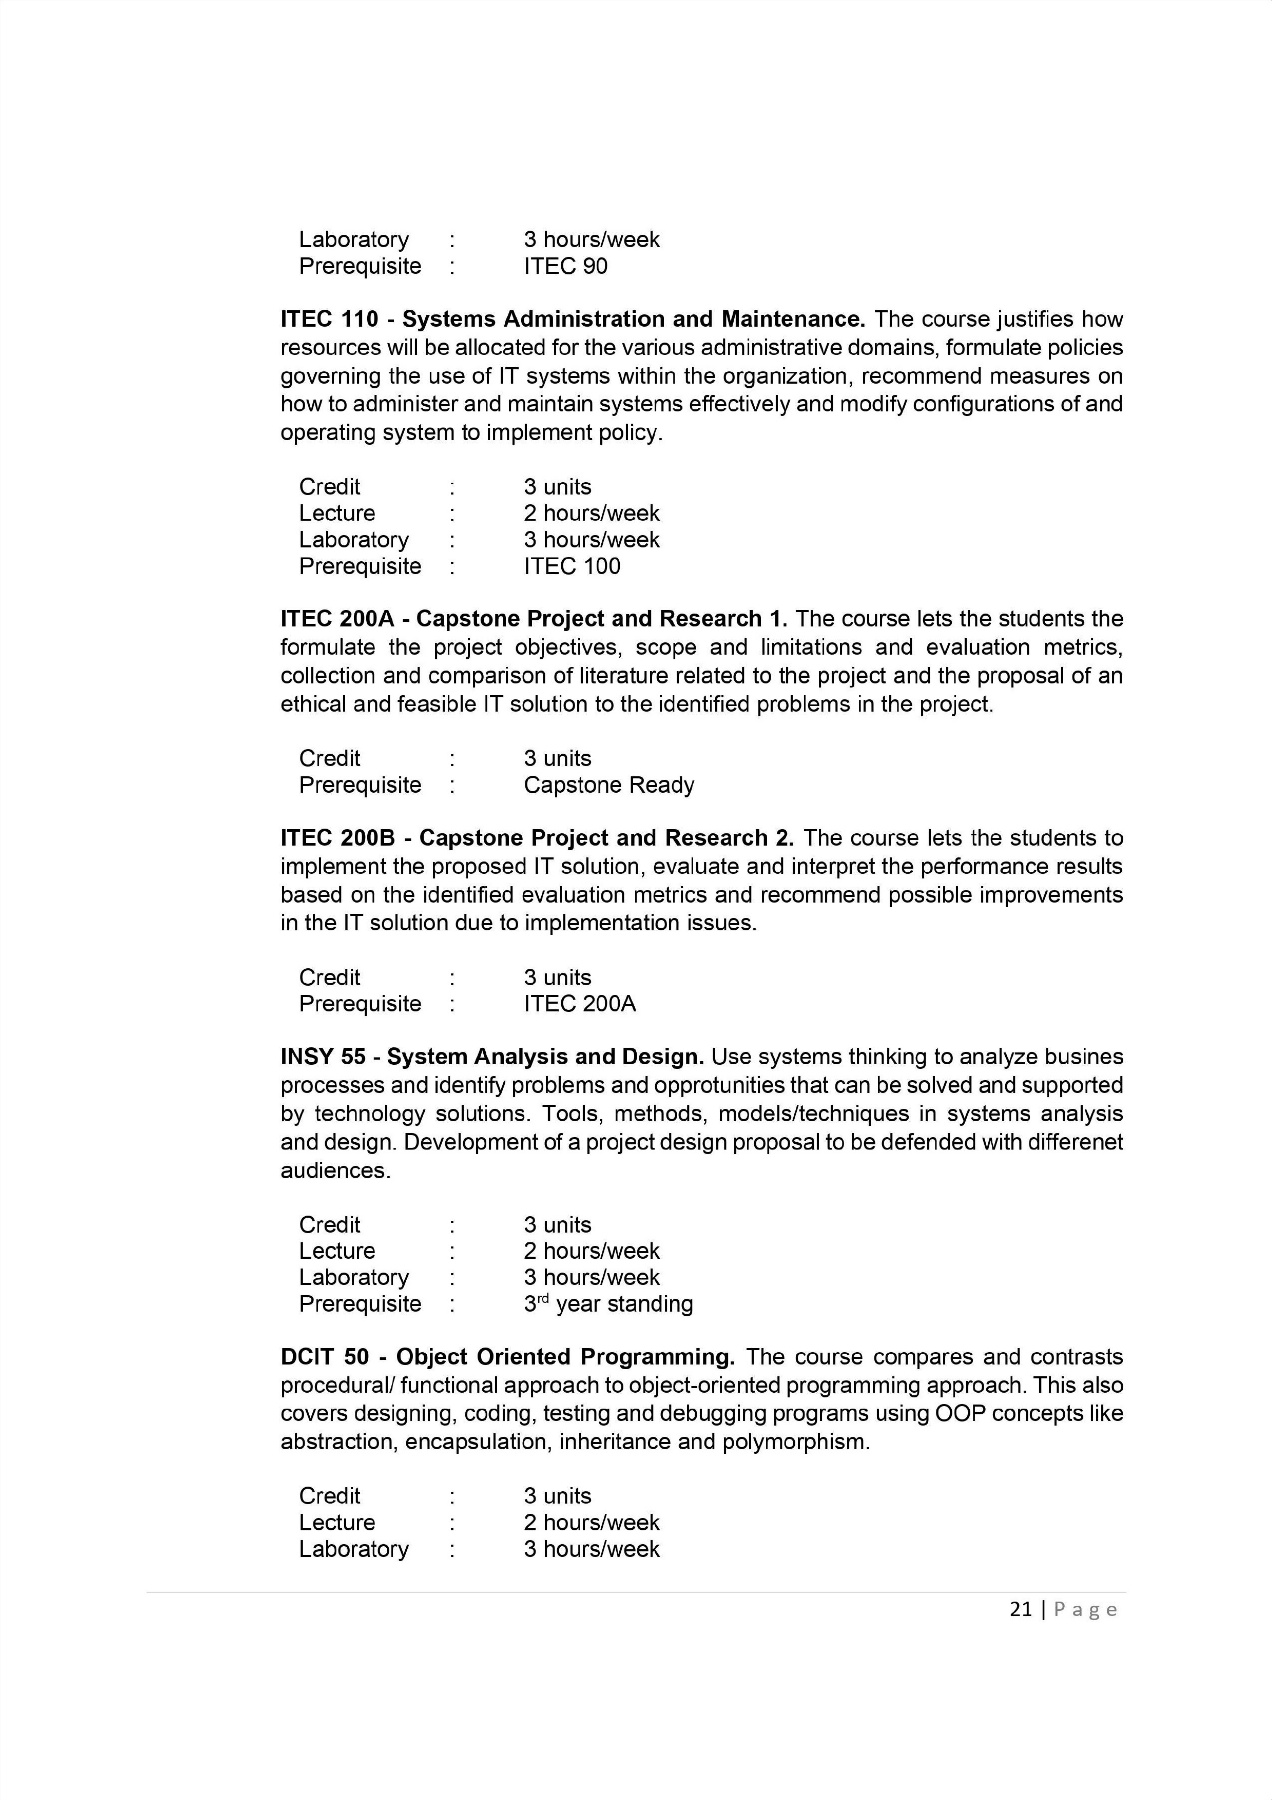 Laboratory : 3 hours/week
Prerequisite : ITEC 90
ITEC 110 - Systems Administration and Maintenance. The course justifies how
resources will be allocated for the various administrative domains, formulate policies
governing the use of IT systems within the organization, recommend measures on
how to administer and maintain systems effectively and modify configurations of and
operating system to implement policy.
Credit : 3 units
Lecture : 2 hours/week
Laboratory : 3 hours/week
Prerequisite : ITEC 100
ITEC 200A - Capstone Project and Research 1. The course lets the students the
formulate the project objectives, scope and limitations and evaluation metrics,
collection and comparison of literature related to the project and the proposal of an
ethical and feasible IT solution to the identified problems in the project.
Credit : 3 units
Prerequisite : Capstone Ready
ITEC 200B - Capstone Project and Research 2. The course lets the students to
implement the proposed IT solution, evaluate and interpret the performance results
based on the identified evaluation metrics and recommend possible improvements
in the IT solution due to implementation issues.
Credit : 3 units
Prerequisite : ITEC 200A
INSY 55 - System Analysis and Design. Use systems thinking to analyze busines
processes and identify problems and opprotunities that can be solved and supported
by technology solutions. Tools, methods, models/techniques in systems analysis
and design. Development of a project design proposal to be defended with differenet
audiences.
Credit : 3 units
Lecture : 2 hours/week
Laboratory : 3 hours/week
Prerequisite : 3rd year standing
DCIT 50 - Object Oriented Programming. The course compares and contrasts
procedural/ functional approach to object-oriented programming approach. This also
covers designing, coding, testing and debugging programs using OOP concepts like
abstraction, encapsulation, inheritance and polymorphism.
Credit : 3 units
Lecture : 2 hours/week
Laboratory : 3 hours/week
21 | Page